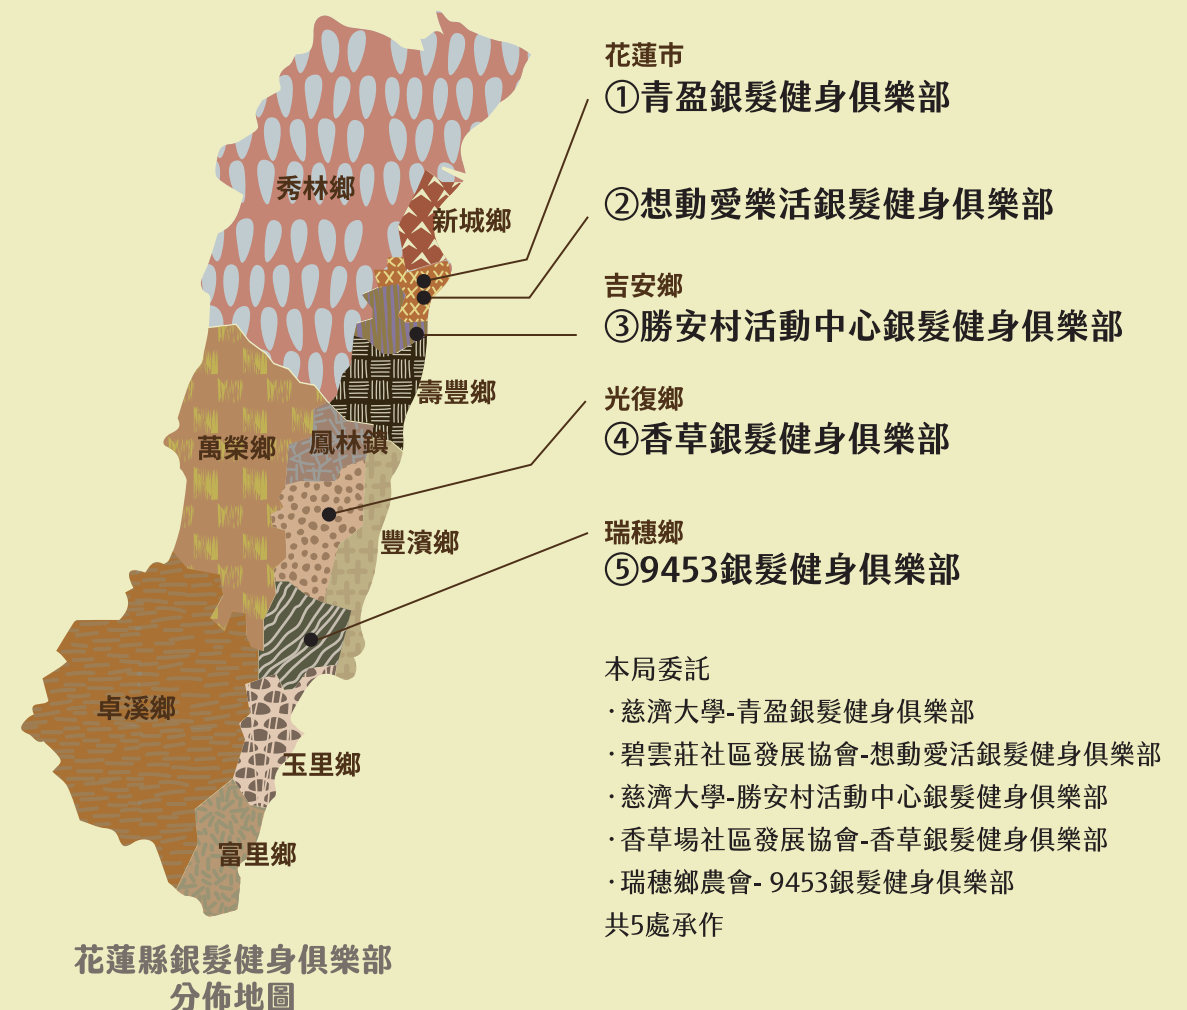 花蓮市
①青盈銀髮健身俱樂部
②想動愛樂活銀髮健身俱樂部
吉安鄉
③勝安村活動中心銀髮健身俱樂部
光復鄉
④香草銀髮健身俱樂部
瑞穗鄉
⑤9453銀髮健身俱樂部
秀林鄉
新城鄉
壽豐鄉
鳳林鎮
萬榮鄉
豐濱鄉
卓溪鄉
玉里鄉
富里鄉
本局委託
·慈濟大學-青盈銀髮健身俱樂部
·碧雲莊社區發展協會-想動愛活銀髮健身俱樂部
·慈濟大學-勝安村活動中心銀髮健身俱樂部
·香草場社區發展協會-香草銀髮健身俱樂部
·瑞穗鄉農會- 9453銀髮健身俱樂部
共5處承作
花蓮縣銀髮健身俱樂部
分佈地圖